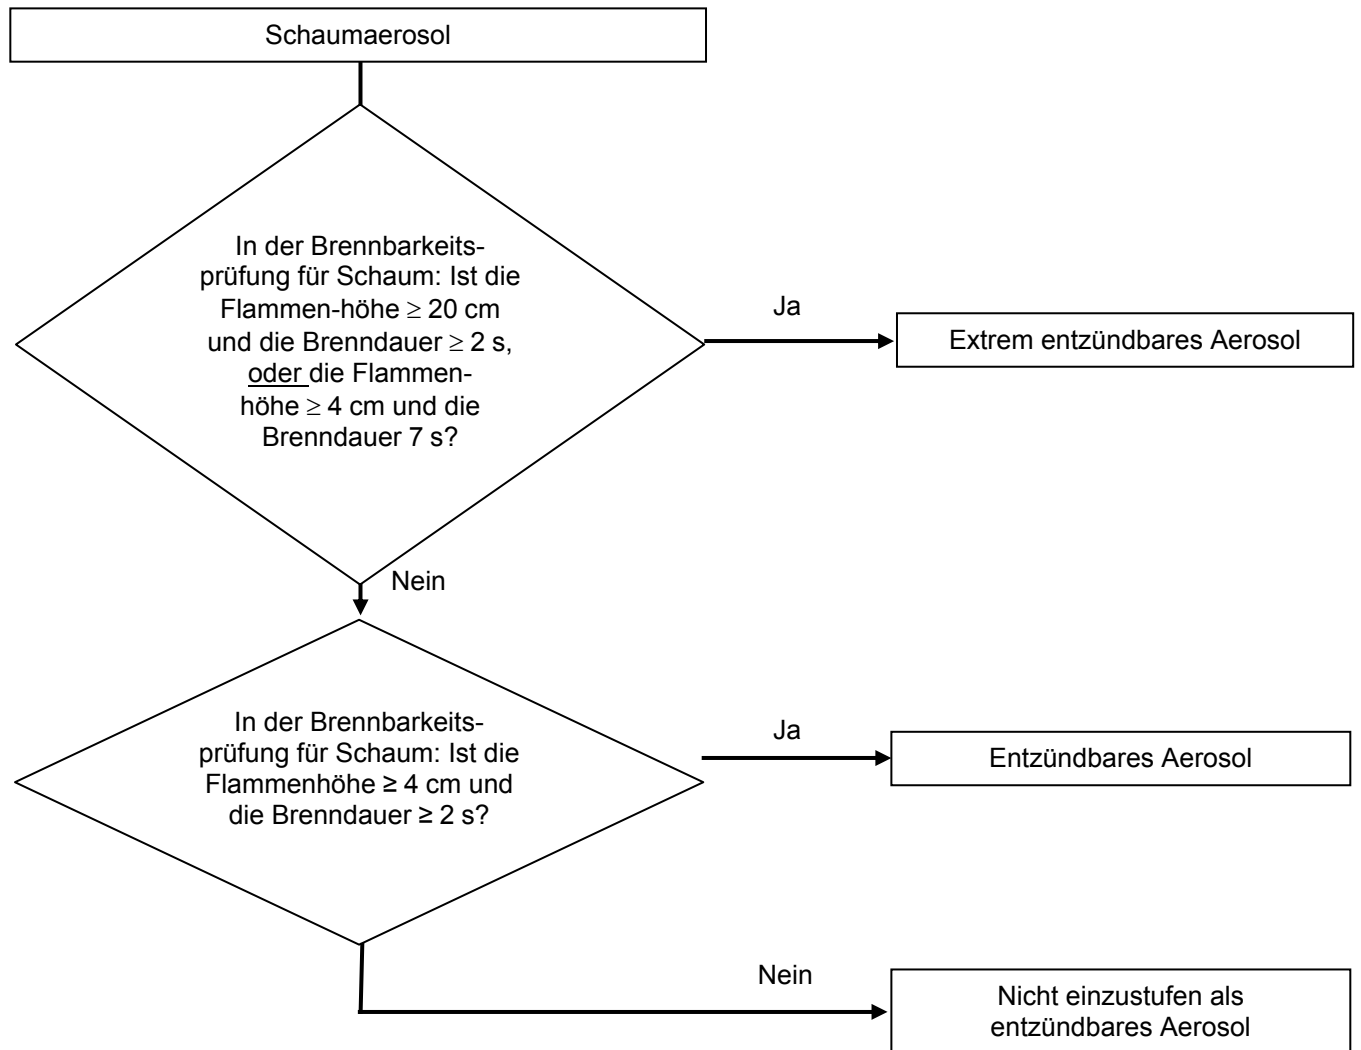 Schaumaerosol
In der Brennbarkeits-
prüfung für Schaum: Ist die
Flammen-höhe ≥ 20 cm
und die Brenndauer ≥ 2 s,
oder die Flammen-
höhe ≥ 4 cm und die
Brenndauer 7 s?
Ja
Extrem entzündbares Aerosol
Nein
In der Brennbarkeits-
prüfung für Schaum: Ist die
Flammenhöhe ≥ 4 cm und
die Brenndauer ≥ 2 s?
Ja
Entzündbares Aerosol
Nein
Nicht einzustufen als
entzündbares Aerosol